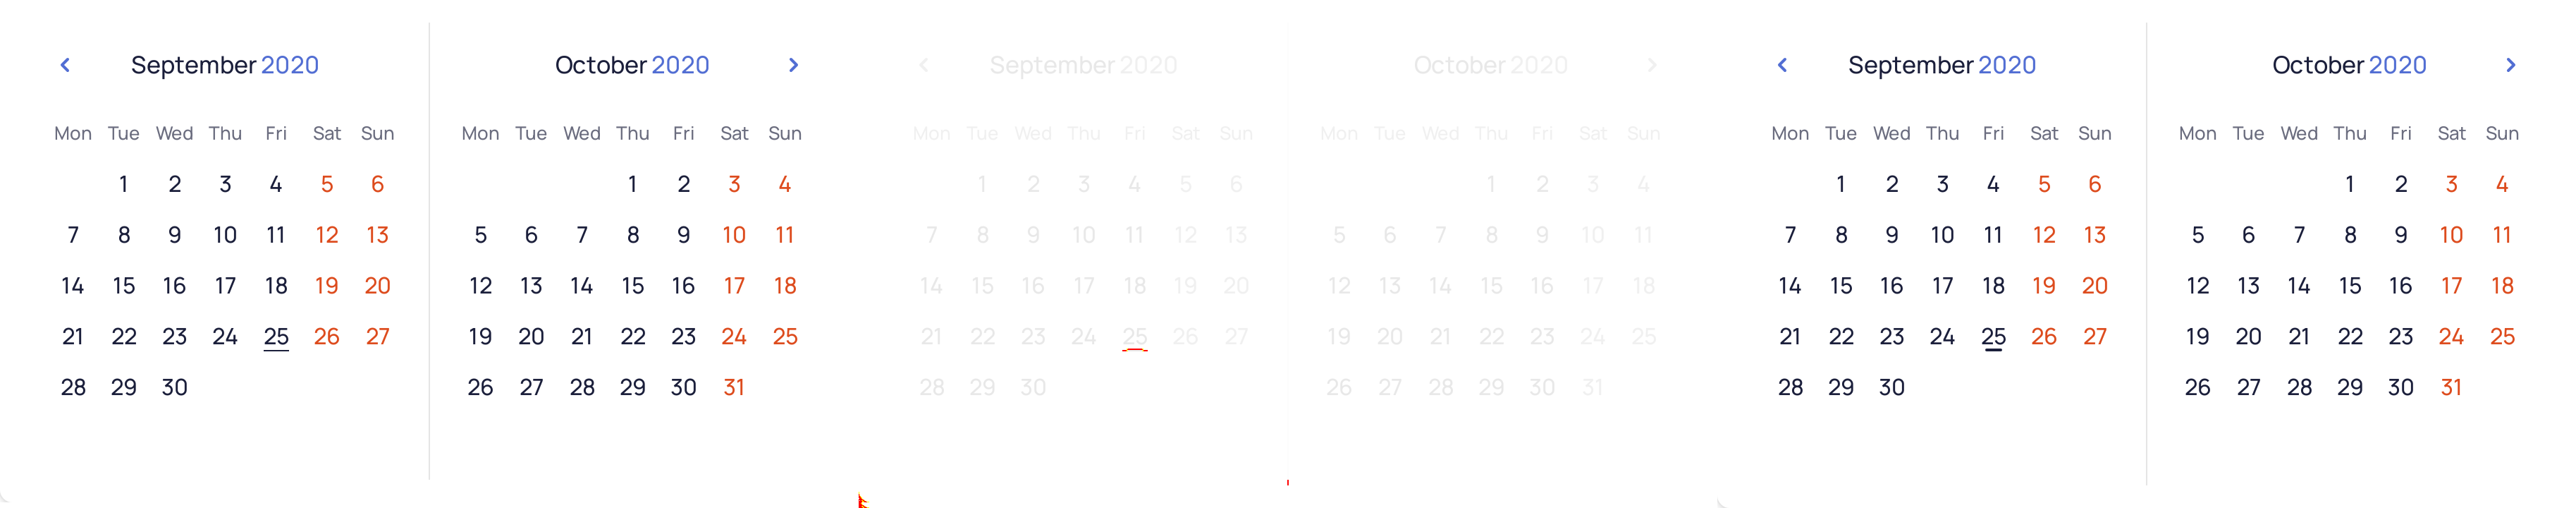 September 2020 October 2020 September 2020 October 2020 September 2020 October 2020
Mon Tue Wed Thu Fri Sat Sun Mon Tue Wed Thu Fri Sat Sun Mon Tue Wed Thu Fri Sat Sun Mon Tue Wed Thu Fri Sat Sun Mon Tue Wed Thu Fri Sat Sun Mon Tue Wed Thu Fri Sat Sun
1 2 3 4 5 6 1 2 3 4 1 2 3 4 5 6 1 2 3 4 1 2 3 4 5 6 1 2 3 4
7 8 9 10 11 12 13 5 6 7 8 9 10 11 7 8 9 10 11 12 13 5 6 7 8 9 10 11 7 8 9 10 11 12 13 5 6 7 8 9 10 11
14 15 16 17 18 19 20 12 13 14 15 16 17 18 14 15 16 17 18 19 20 12 13 14 15 16 17 18 14 15 16 17 18 19 20 12 13 14 15 16 17 18
21 22 23 24 25 26 27 19 20 21 22 23 24 25 21 22 23 24 25 26 27 19 20 21 22 23 24 25 21 22 23 24 25 26 27 19 20 21 22 23 24 25
28 29 30 26 27 28 29 30 31 28 29 30 26 27 28 29 30 31 28 29 30 26 27 28 29 30 31